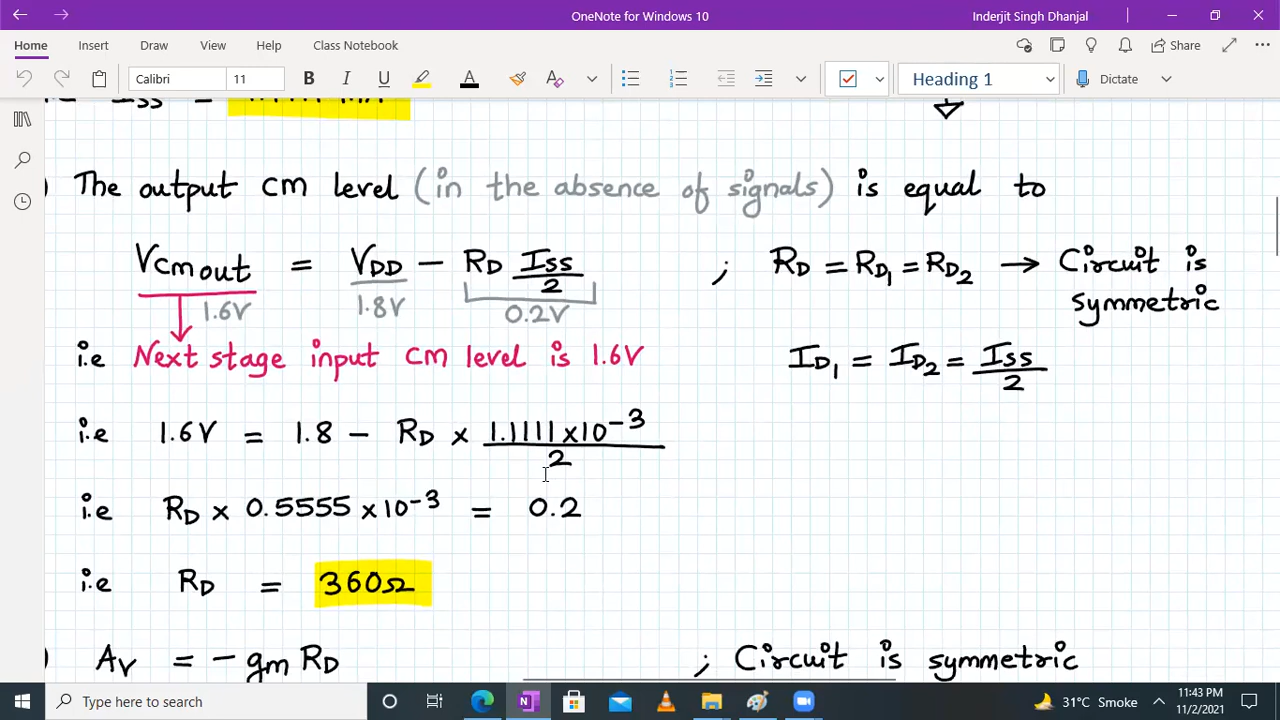 OneNote for Windows 10
Inderjit Singh Dhanjal
Home Insert Draw View Help Class Notebook
Share
Calibri 11 B I U A Heading 1 Dictate
Iss =
) The output CM level (in the absence of signals) is equal to
VCMout = VDD - RD Iss/2 ; RD = RD1 = RD2 → Circuit is symmetric
1.6V 1.8V 0.2V
i.e Next stage input CM level is 1.6V
ID1 = ID2 = Iss/2
i.e 1.6V = 1.8 - RD × 1.1111×10^-3/2
i.e RD × 0.5555 ×10^-3 = 0.2
i.e RD = 360Ω
) Av = - gm RD ; Circuit is symmetric
Type here to search
31°C Smoke
11:43 PM
11/2/2021